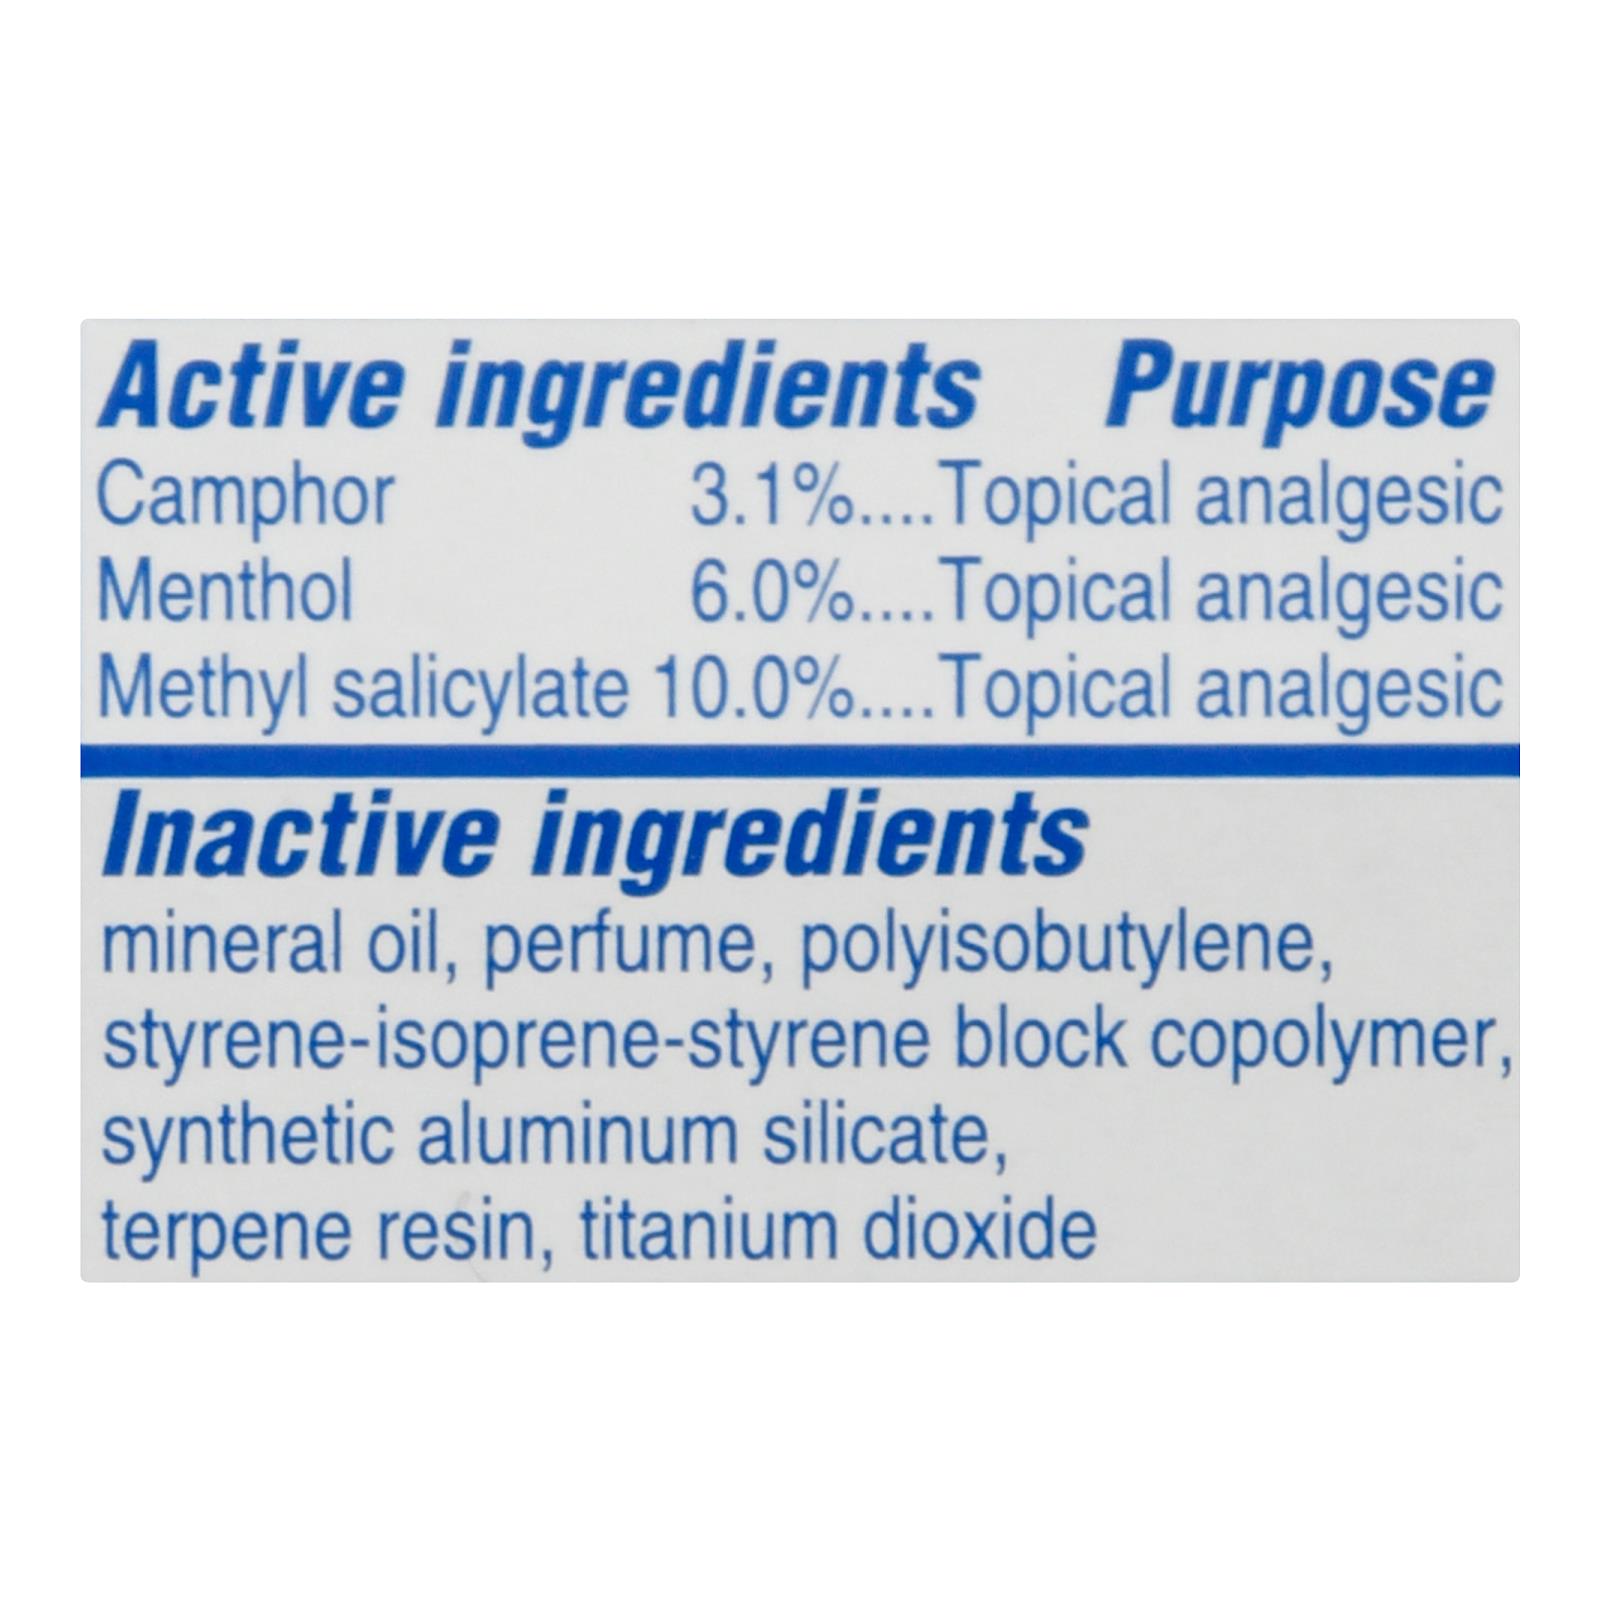 Active ingredients Purpose
Camphor 3.1%....Topical analgesic
Menthol 6.0%....Topical analgesic
Methyl salicylate 10.0%....Topical analgesic
Inactive ingredients
mineral oil, perfume, polyisobutylene,
styrene-isoprene-styrene block copolymer,
synthetic aluminum silicate,
terpene resin, titanium dioxide